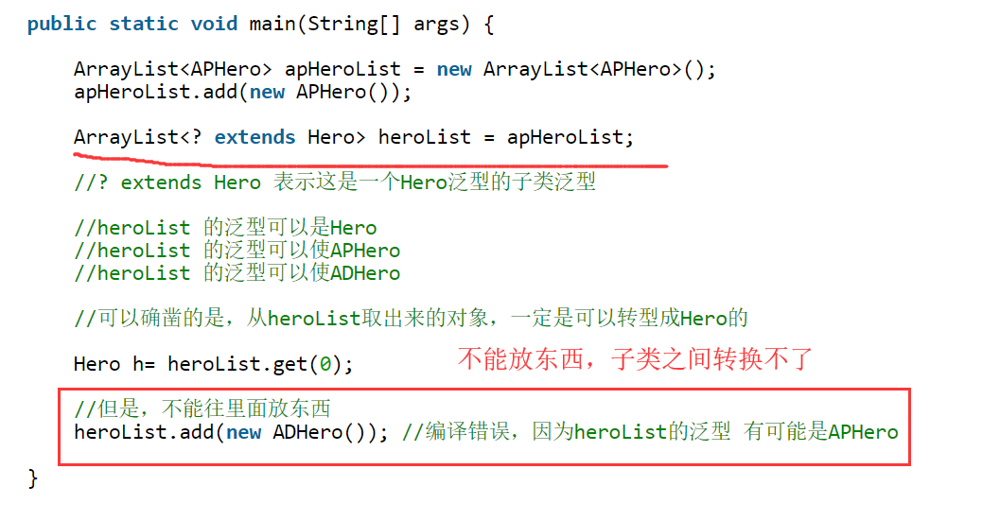 public static void main(String[] args) {
ArrayList<APHero> apHeroList = new ArrayList<APHero>();
apHeroList.add(new APHero());
ArrayList<? extends Hero> heroList = apHeroList;
//? extends Hero 表示这是一个Hero泛型的子类泛型
//heroList 的泛型可以是Hero
//heroList 的泛型可以使APHero
//heroList 的泛型可以使ADHero
//可以确凿的是，从heroList取出来的对象，一定是可以转型成Hero的
Hero h= heroList.get(0);
不能放东西，子类之间转换不了
//但是，不能往里面放东西
heroList.add(new ADHero()); //编译错误，因为heroList的泛型 有可能是APHero
}